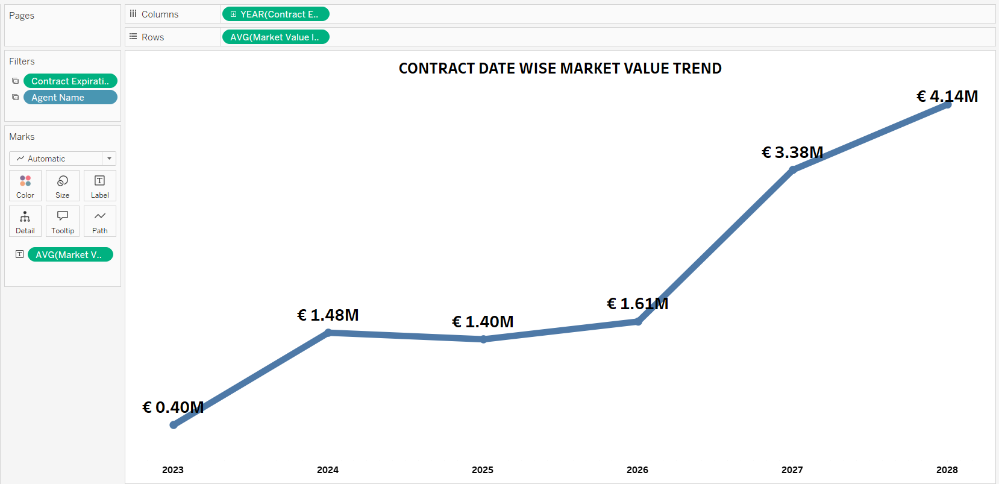 Pages
Columns
YEAR(Contract E..
Rows
AVG(Market Value I..
Filters
Contract Expirati..
Agent Name
Marks
Automatic
Color
Size
T
Label
Detail
Tooltip
Path
T
AVG(Market V..
CONTRACT DATE WISE MARKET VALUE TREND
€ 4.14M
€ 3.38M
€ 1.61M
€ 1.48M
€ 1.40M
€ 0.40M
2023 2024 2025 2026 2027 2028